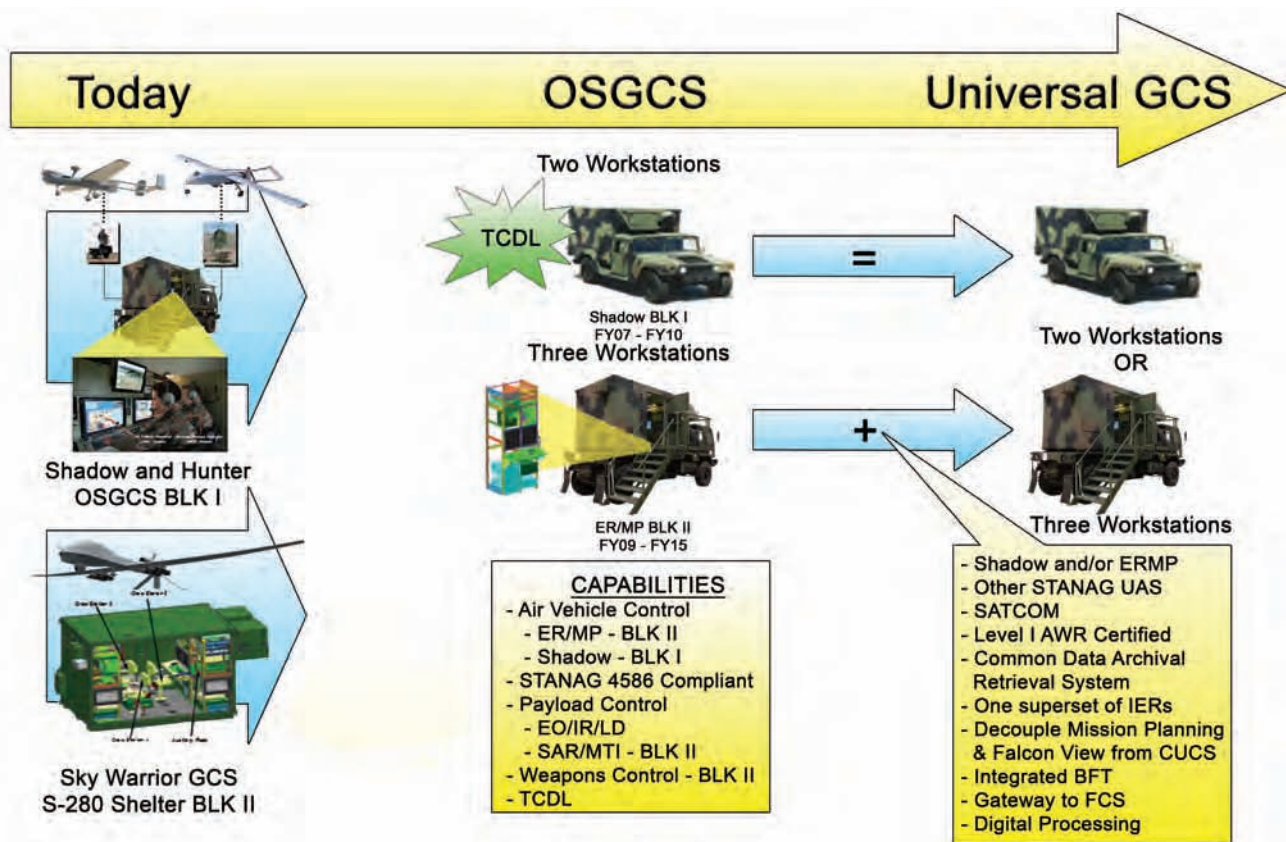 Today
OSGCS
Universal GCS
Shadow and Hunter
OSGCS BLK I
Sky Warrior GCS
S-280 Shelter BLK II
Two Workstations
TCDL
Shadow BLK I
FY07 - FY10
Three Workstations
ER/MP BLK II
FY09 - FY15
CAPABILITIES
- Air Vehicle Control
- ER/MP - BLK II
- Shadow - BLK I
- STANAG 4586 Compliant
- Payload Control
- EO/IR/LD
- SAR/MTI - BLK II
- Weapons Control - BLK II
- TCDL
=
+
Two Workstations
OR
Three Workstations
- Shadow and/or ERMP
- Other STANAG UAS
- SATCOM
- Level I AWR Certified
- Common Data Archival
Retrieval System
- One superset of IERs
- Decouple Mission Planning
& Falcon View from CUCS
- Integrated BFT
- Gateway to FCS
- Digital Processing